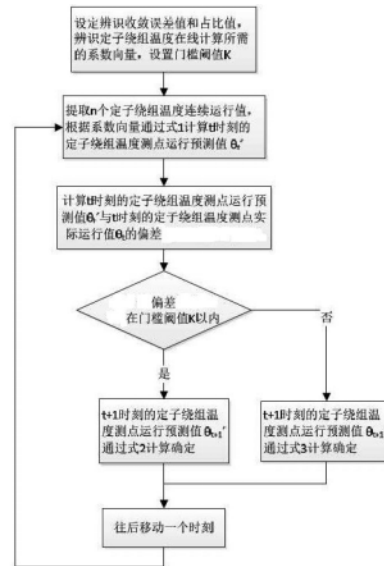 设定辨识收敛误差值和占比值,
辨识定子绕组温度在线计算所需
的系数向量，设置门槛阈值K
提取n个定子绕组温度连续运行值,
根据系数向量通过式1计算t时刻的
定子绕组温度测点运行预测值θt′
计算t时刻的定子绕组温度测点运行预
测值θt′与t时刻的定子绕组温度测点实
际运行值θt的偏差
偏差
在门槛阈值K以内
否
是
t+1时刻的定子绕组温
度测点运行预测值θt+1′
通过式2计算确定
t+1时刻的定子绕组温
度测点运行预测值θt+1′
通过式3计算确定
往后移动一个时刻